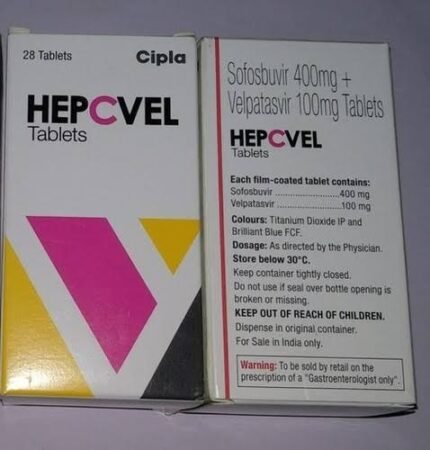 28 Tablets
Cipla
HEPCVEL
Tablets
Sofosbuvir 400mg +
Velpatasvir 100mg Tablets
HEPCVEL
Tablets
Each film-coated tablet contains:
Sofosbuvir ........................400 mg
Velpatasvir .......................100 mg
Colours: Titanium Dioxide IP and
Brilliant Blue FCF.
Dosage: As directed by the Physician.
Store below 30°C.
Keep container tightly closed.
Do not use if seal over bottle opening is
broken or missing.
KEEP OUT OF REACH OF CHILDREN.
Dispense in original container.
For Sale in India only.
Warning: To be sold by retail on the
prescription of a "Gastroenterologist only".